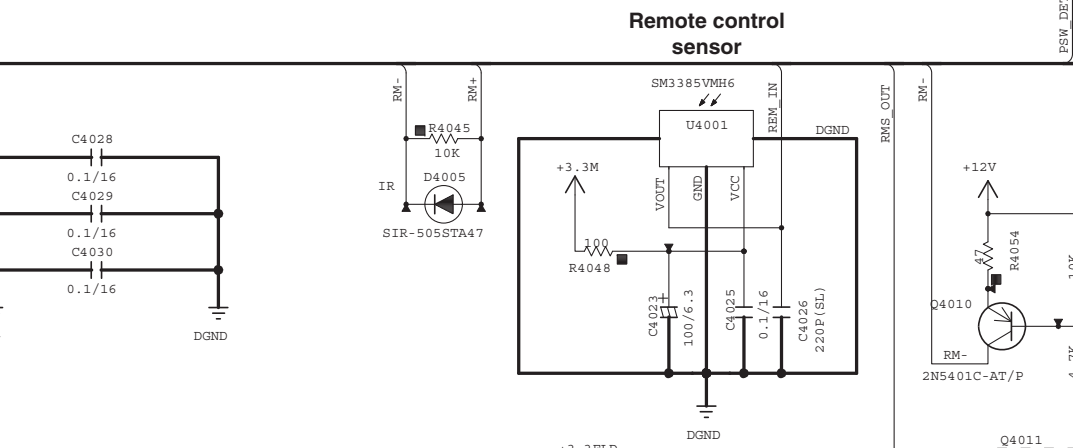 Remote control
sensor
PSW_DET
SM3385VMH6
RM-
RM+
REM_IN
RMS_OUT
RM-
U4001
DGND
R4045
10K
C4028
0.1/16
+3.3M
+12V
IR
D4005
VOUT
GND
VCC
C4029
0.1/16
SIR-505STA47
100
R4048
47
R4054
C4030
0.1/16
C4023
+
100/6.3
C4025
0.1/16
C4026
220P(SL)
Q4010
DGND
RM-
2N5401C-AT/P
DGND
Q4011